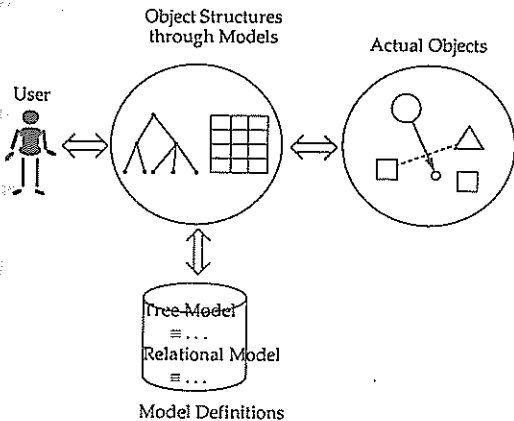 Object Structures
through Models
Actual Objects
User
Tree Model
≡ ...
Relational Model
≡ ...
Model Definitions